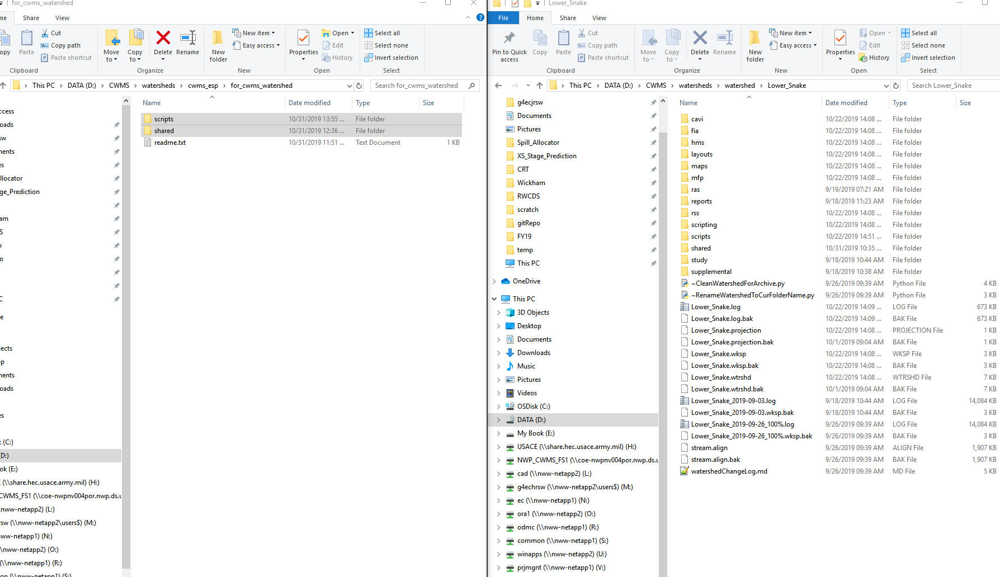 for_cwms_watershed
me
Share
View
opy
Paste
Cut
Copy path
Paste shortcut
Clipboard
Move to
Copy to
Delete
Rename
Organize
New folder
New item
Easy access
New
Properties
Open
Edit
History
Open
Select all
Select none
Invert selection
Select
This PC > DATA (D:) > CWMS > watersheds > cwms_esp > for_cwms_watershed
Search for_cwms_watershed
ccess
oads
sw
ments
es
llocator
ge_Prediction
am
S
n
o
C
e
jects
op
ments
oads
es
k (C:)
(D:)
ok (E:)
(\\share.hec.usace.army.mil) (H:)
CWMS_FS1 (\\coe-nwpnv004por.nwp.ds.u
nww-netapp2) (L:)
rsw (\\nww-netapp2\users$) (M:)
ww-netapp1) (N:)
\nww-netapp2) (O:)
(\\nww-netapp1) (R:)
on (\\nww-netapp1) (S:)
Name Date modified Type Size
scripts 10/31/2019 13:55 ... File folder
shared 10/31/2019 12:36 ... File folder
readme.txt 10/31/2019 11:51 ... Text Document 1 KB
Lower_Snake
File
Home
Share
View
Pin to Quick access
Copy
Paste
Cut
Copy path
Paste shortcut
Clipboard
Move to
Copy to
Delete
Rename
Organize
New folder
New item
Easy access
New
Properties
Open
Edit
History
Open
Select all
Select none
Invert selection
Select
This PC > DATA (D:) > CWMS > watersheds > watershed > Lower_Snake
Search Lower_Snake
g4ecjrsw
Documents
Pictures
Spill_Allocator
XS_Stage_Prediction
CRT
Wickham
RWCDS
scratch
gitRepo
FY19
temp
This PC
OneDrive
This PC
3D Objects
Desktop
Documents
Downloads
Music
Pictures
Videos
OSDisk (C:)
DATA (D:)
My Book (E:)
USACE (\\share.hec.usace.army.mil) (H:)
NWP_CWMS_FS1 (\\coe-nwpnv004por.nwp.ds.u
cad (\\nww-netapp2) (L:)
g4echrsw (\\nww-netapp2\users$) (M:)
ec (\\nww-netapp1) (N:)
ora1 (\\nww-netapp2) (O:)
odmc (\\nww-netapp1) (R:)
common (\\nww-netapp1) (S:)
winapps (\\nww-netapp2) (U:)
prjmgnt (\\nww-netapp1) (V:)
Name Date modified Type Size
cavi 10/22/2019 14:08 ... File folder
fia 10/22/2019 14:08 ... File folder
hms 10/22/2019 14:08 ... File folder
layouts 10/22/2019 14:08 ... File folder
maps 10/22/2019 14:08 ... File folder
mfp 10/22/2019 14:08 ... File folder
ras 9/19/2019 07:21 AM File folder
reports 9/18/2019 11:23 AM File folder
rss 10/22/2019 14:08 ... File folder
scripting 10/22/2019 14:08 ... File folder
scripts 10/22/2019 14:51 ... File folder
shared 10/31/2019 10:35 ... File folder
study 9/18/2019 10:44 AM File folder
supplemental 9/18/2019 10:38 AM File folder
~CleanWatershedForArchive.py 9/26/2019 09:39 AM Python File 4 KB
~RenameWatershedToCurFolderName.py 9/26/2019 09:39 AM Python File 3 KB
Lower_Snake.log 10/22/2019 14:09 ... LOG File 673 KB
Lower_Snake.log.bak 10/22/2019 14:09 ... BAK File 673 KB
Lower_Snake.projection 10/22/2019 14:08 ... PROJECTION File 1 KB
Lower_Snake.projection.bak 10/1/2019 09:04 AM BAK File 1 KB
Lower_Snake.wksp 10/22/2019 14:08 ... WKSP File 3 KB
Lower_Snake.wksp.bak 10/22/2019 14:08 ... BAK File 3 KB
Lower_Snake.wtrshd 10/22/2019 14:08 ... WTRSHD File 7 KB
Lower_Snake.wtrshd.bak 10/1/2019 09:04 AM BAK File 7 KB
Lower_Snake_2019-09-03.log 9/18/2019 10:44 AM LOG File 14,084 KB
Lower_Snake_2019-09-03.wksp.bak 9/18/2019 10:44 AM BAK File 3 KB
Lower_Snake_2019-09-26_100%.log 9/26/2019 09:39 AM LOG File 14,084 KB
Lower_Snake_2019-09-26_100%.wksp.bak 9/26/2019 09:39 AM BAK File 3 KB
stream.align 9/26/2019 09:39 AM ALIGN File 1,907 KB
stream.align.bak 9/26/2019 09:39 AM BAK File 1,907 KB
watershedChangeLog.md 9/26/2019 09:39 AM MD File 5 KB